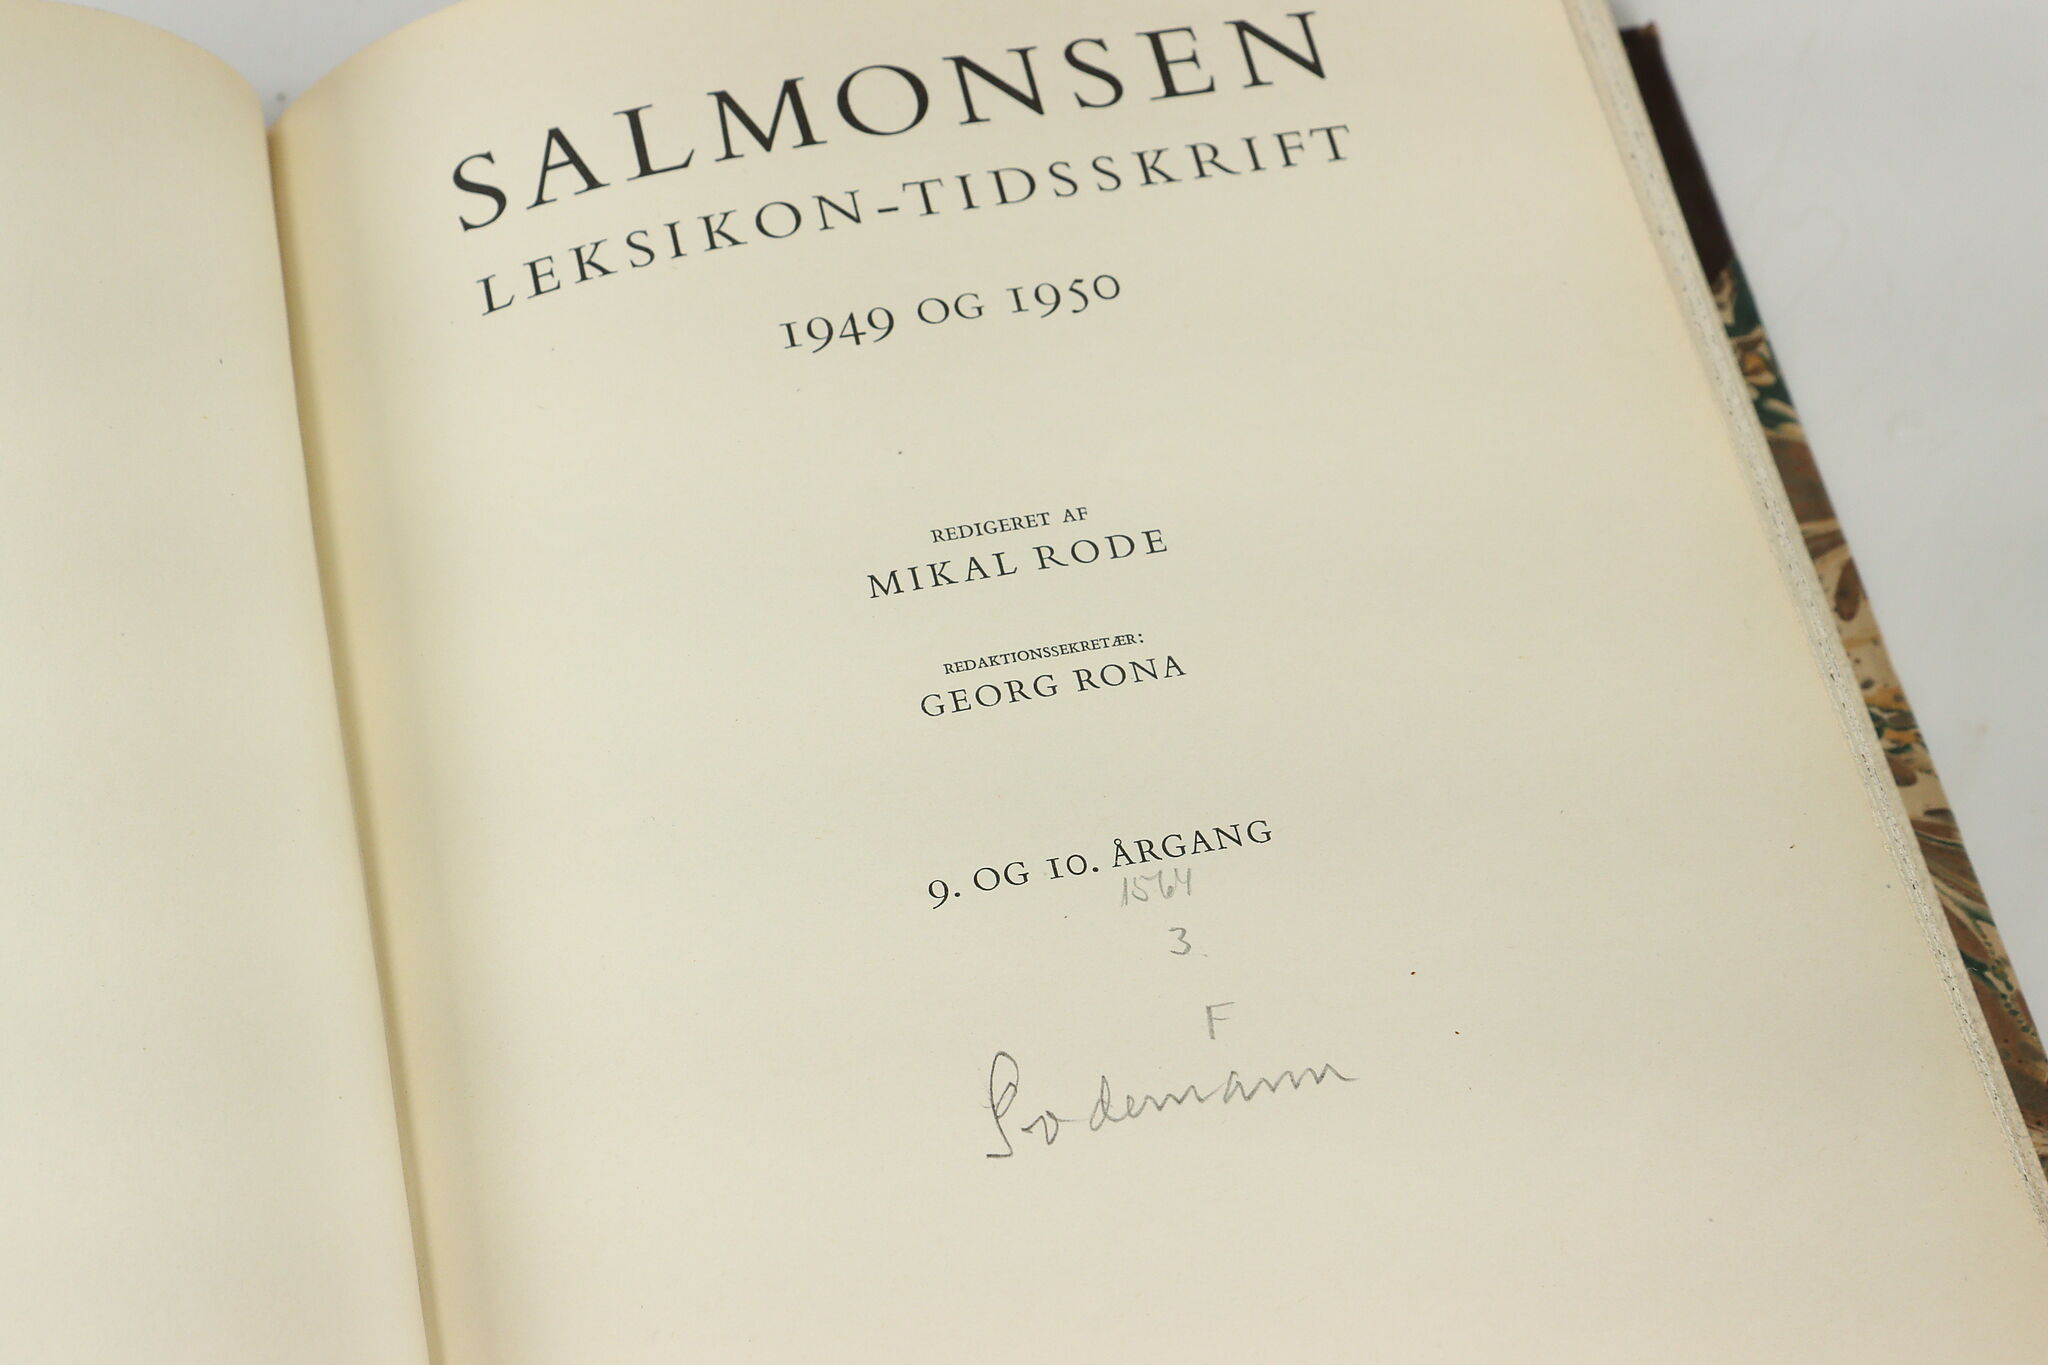 SALMONSEN
LEKSIKON-TIDSSKRIFT
1949 OG 1950
REDIGERET AF
MIKAL RODE
REDAKTIONSSEKRETÆR:
GEORG RONA
9. OG 10. ÅRGANG
1564
3.
F